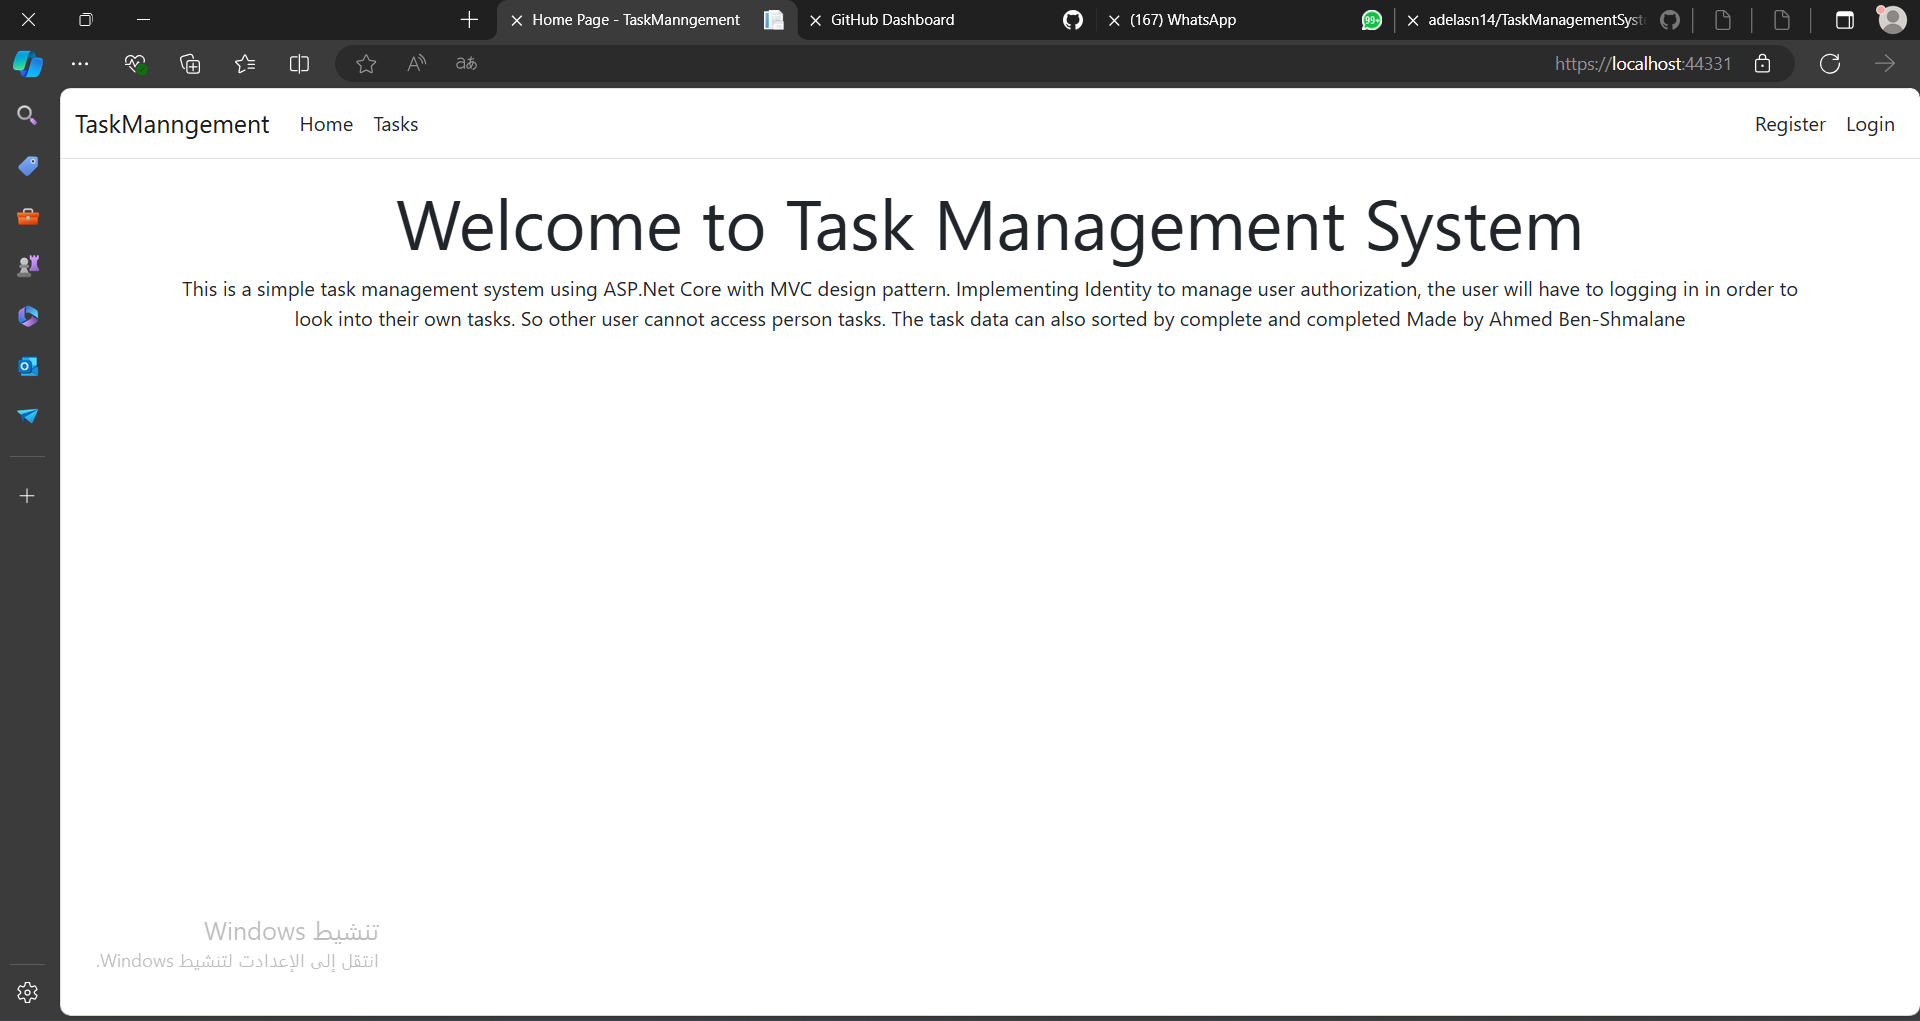 Home Page - TaskManngement
GitHub Dashboard
(167) WhatsApp
99+
adelasn14/TaskManagementSyst
https://localhost:44331
TaskManngement
Home
Tasks
Register
Login
Welcome to Task Management System
This is a simple task management system using ASP.Net Core with MVC design pattern. Implementing Identity to manage user authorization, the user will have to logging in in order to
look into their own tasks. So other user cannot access person tasks. The task data can also sorted by complete and completed Made by Ahmed Ben-Shmalane
تنشيط Windows
انتقل إلى الإعدادت لتنشيط Windows.